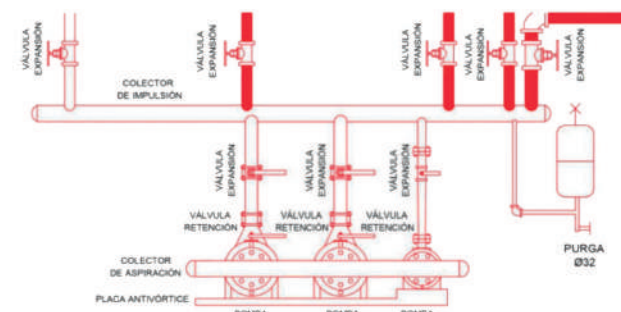 VÁLVULA
EXPANSIÓN
VÁLVULA
EXPANSIÓN
VÁLVULA
EXPANSIÓN
VÁLVULA
EXPANSIÓN
VÁLVULA
EXPANSIÓN
COLECTOR
DE IMPULSIÓN
VÁLVULA
EXPANSIÓN
VÁLVULA
EXPANSIÓN
VÁLVULA
EXPANSIÓN
VÁLVULA
RETENCIÓN
VÁLVULA
RETENCIÓN
VÁLVULA
RETENCIÓN
PURGA
Ø32
COLECTOR
DE ASPIRACIÓN
PLACA ANTIVÓRTICE